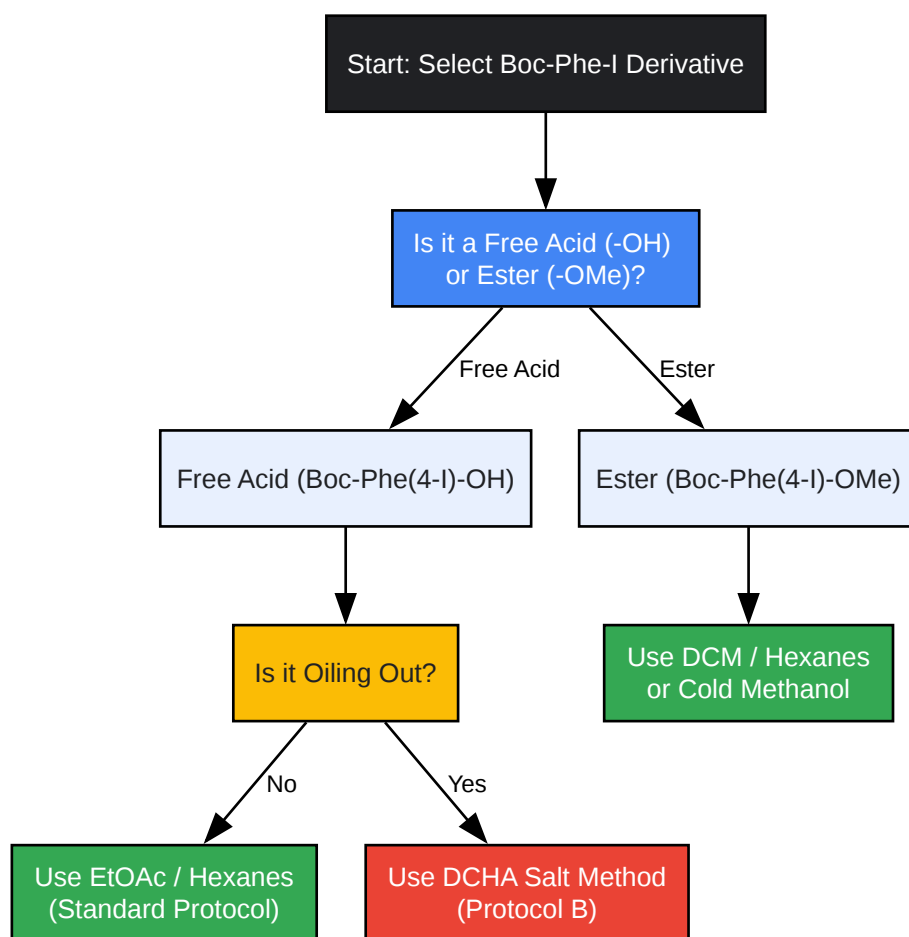 Start: Select Boc-Phe-I Derivative
Is it a Free Acid (-OH)
or Ester (-OMe)?
Free Acid
Ester
Free Acid (Boc-Phe(4-I)-OH)
Ester (Boc-Phe(4-I)-OMe)
Is it Oiling Out?
Use DCM / Hexanes
or Cold Methanol
No
Yes
Use EtOAc / Hexanes
(Standard Protocol)
Use DCHA Salt Method
(Protocol B)